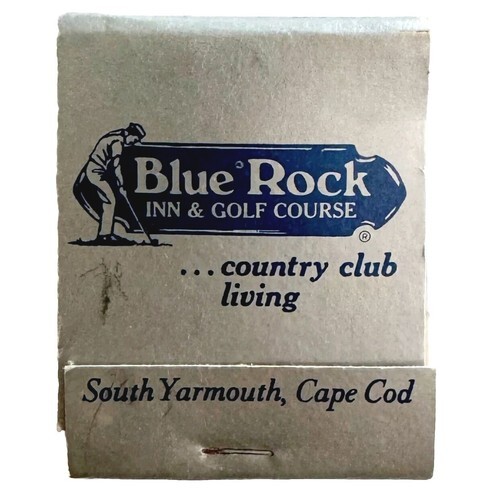 Blue Rock
INN & GOLF COURSE
®
...country club
living
South Yarmouth, Cape Cod